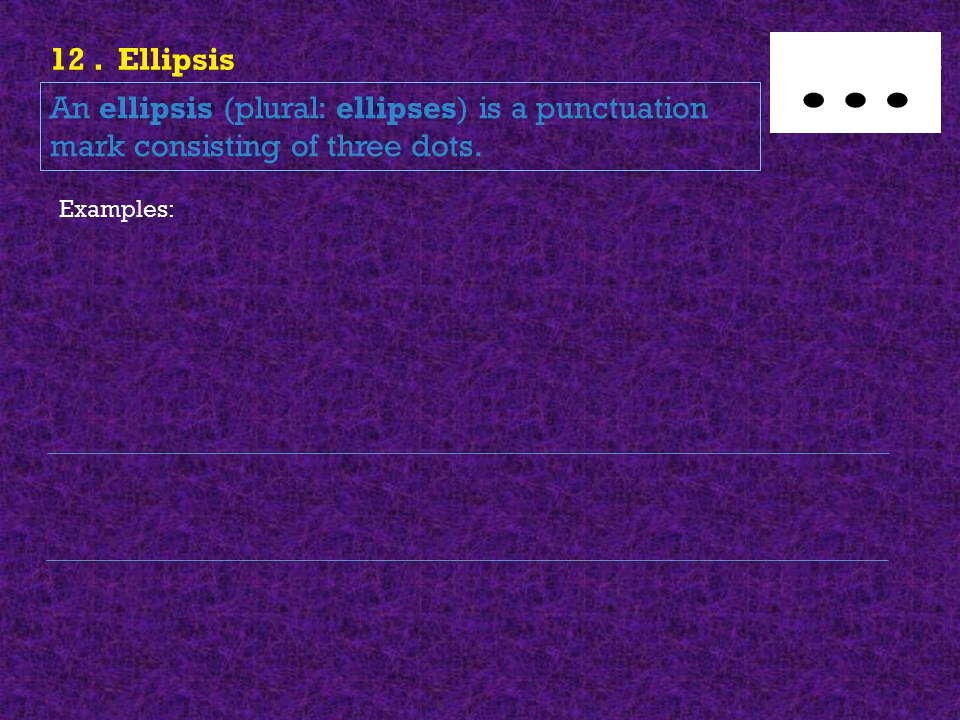 12 . Ellipsis
...
An ellipsis (plural: ellipses) is a punctuation
mark consisting of three dots.
Examples: